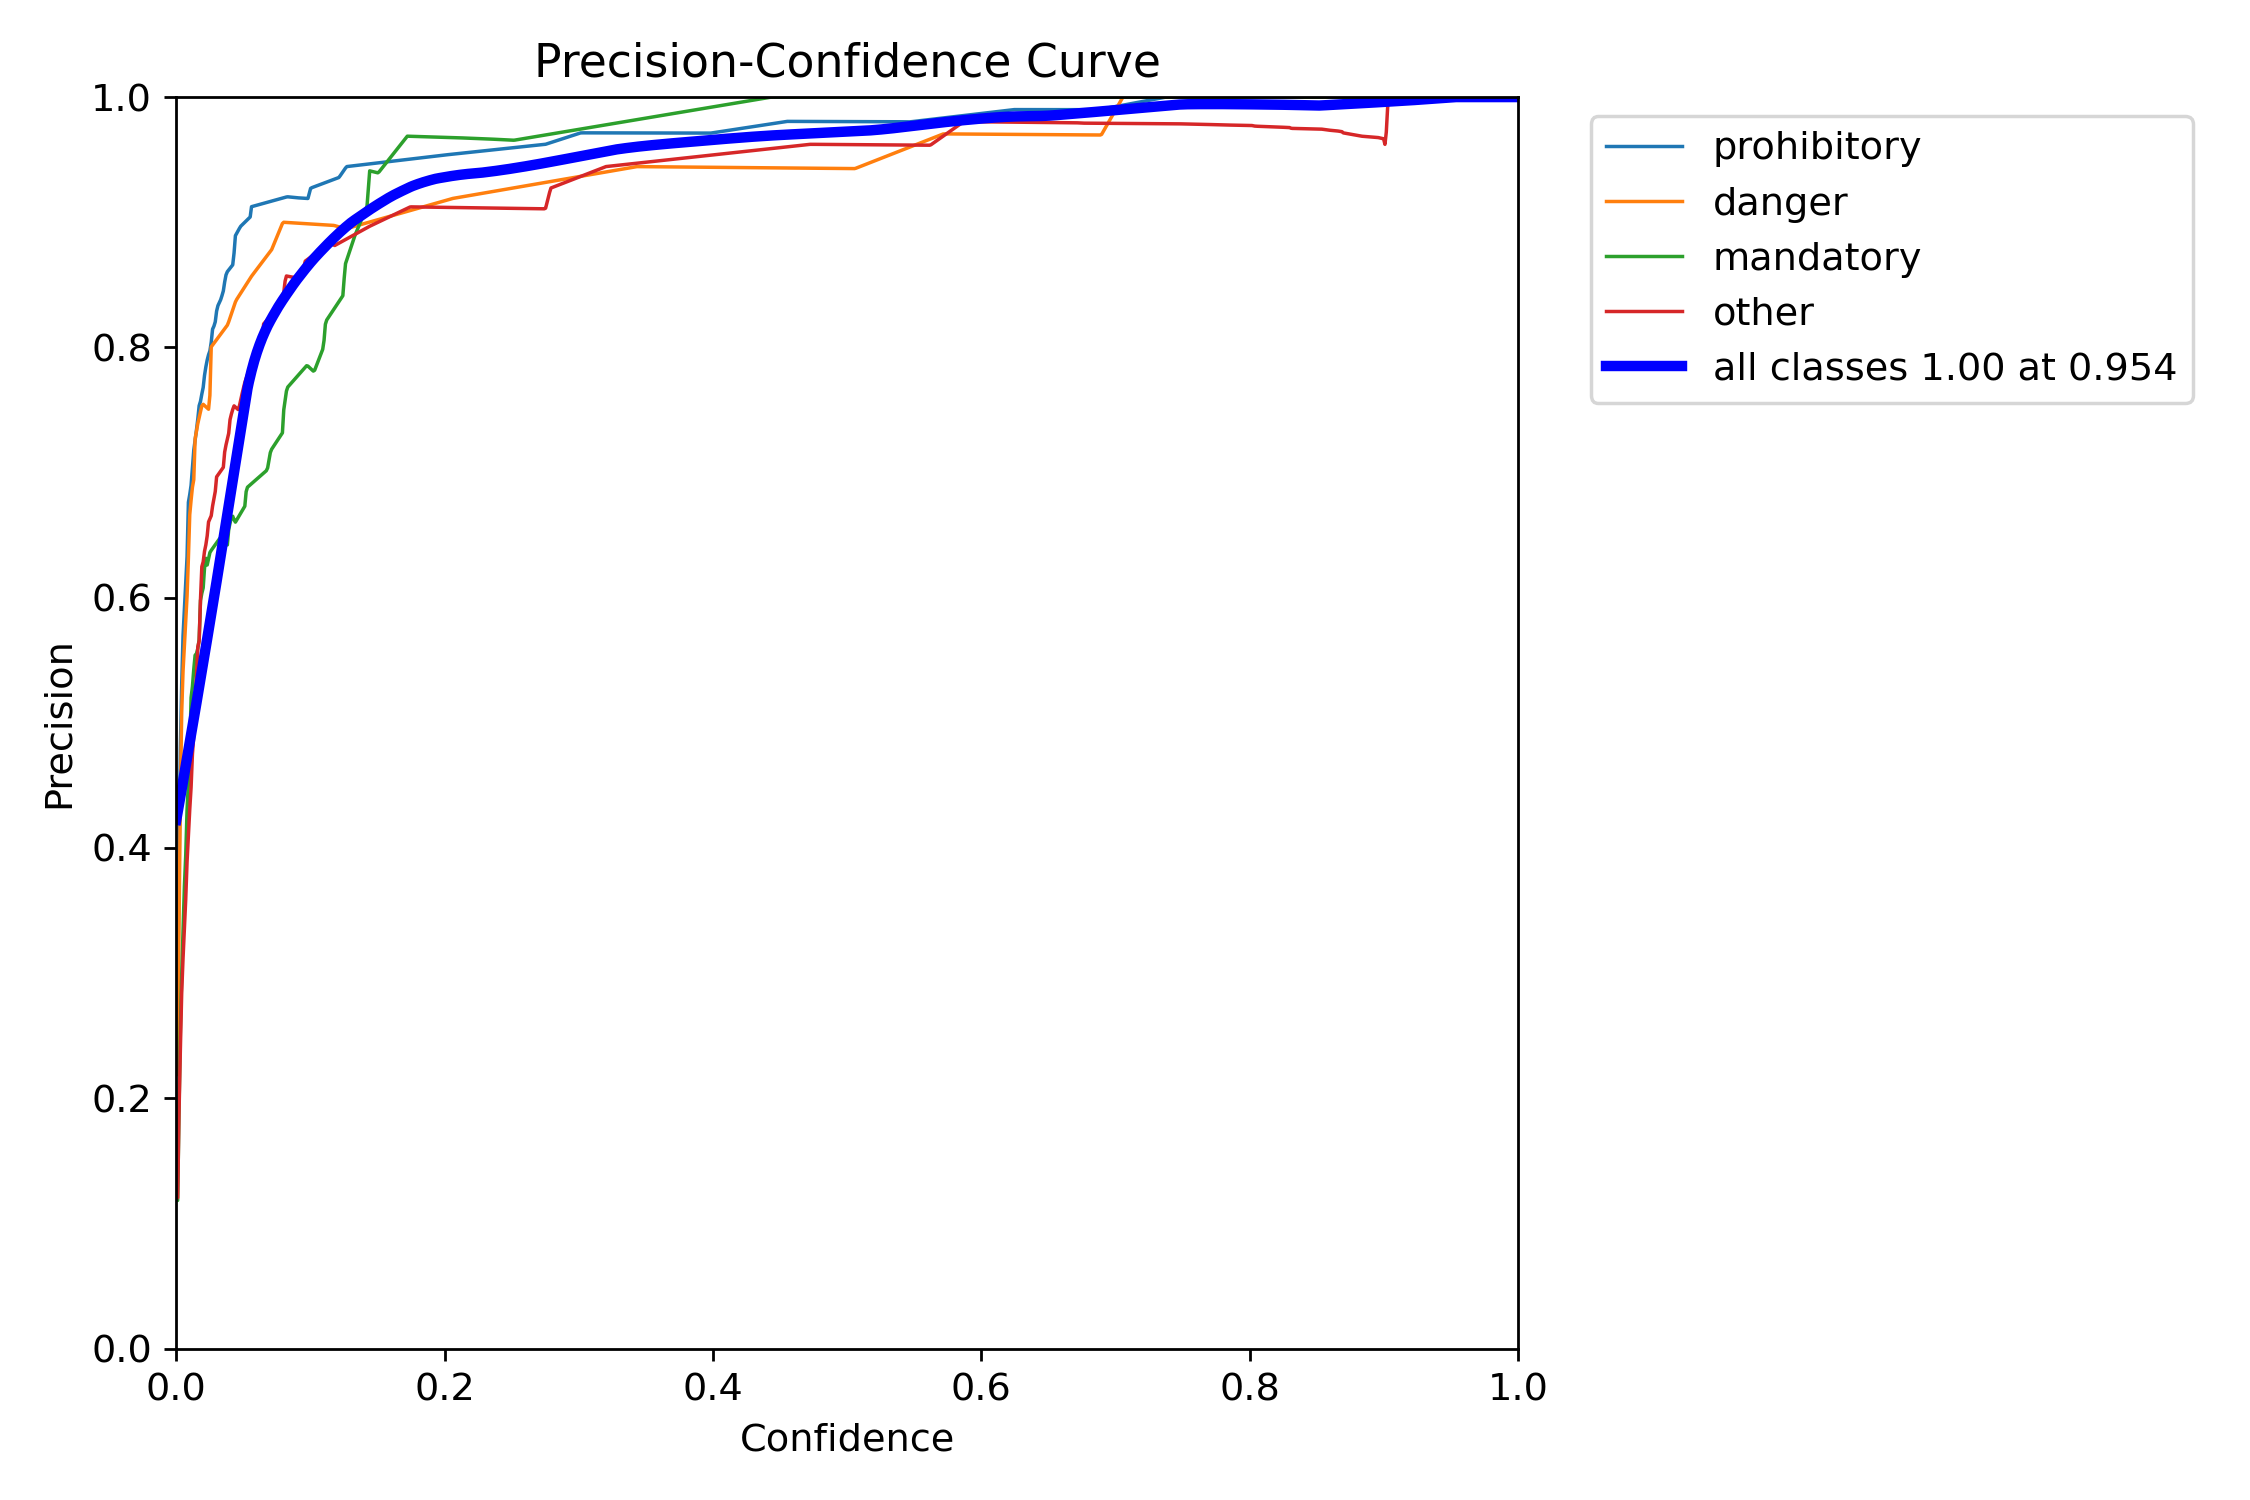 Precision-Confidence Curve
1.0
0.8
0.6
0.4
0.2
0.0
Precision
0.0 0.2 0.4 0.6 0.8 1.0
Confidence
prohibitory
danger
mandatory
other
all classes 1.00 at 0.954